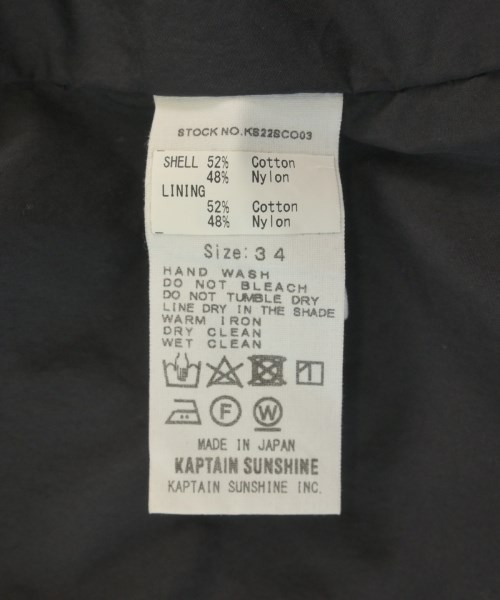 STOCK NO.KS22SCO03
SHELL 52% Cotton
48% Nylon
LINING
52% Cotton
48% Nylon
Size: 34
HAND WASH
DO NOT BLEACH
DO NOT TUMBLE DRY
LINE DRY IN THE SHADE
WARM IRON
DRY CLEAN
WET CLEAN
F
W
MADE IN JAPAN
KAPTAIN SUNSHINE
KAPTAIN SUNSHINE INC.